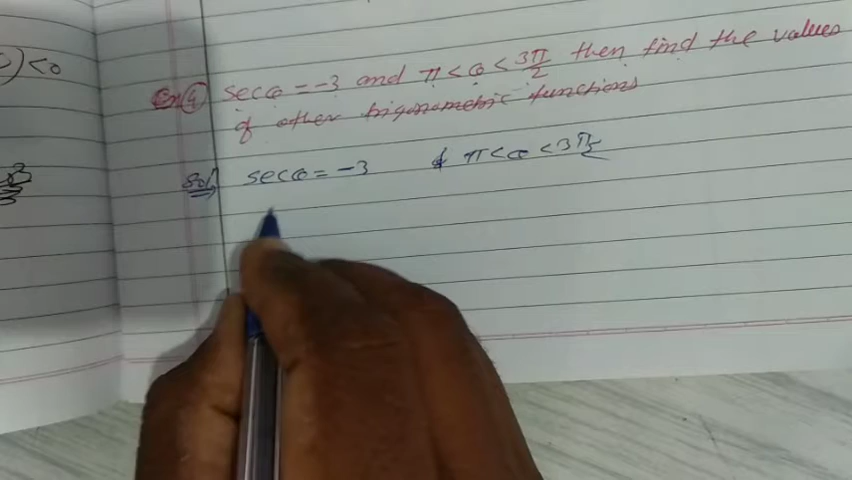 ) < 0
Ex ④ secθ = -3 and π < θ < 3π/2 then find the values
of other trigonometric functions
Sol secθ = -3 & π < θ < 3π/2